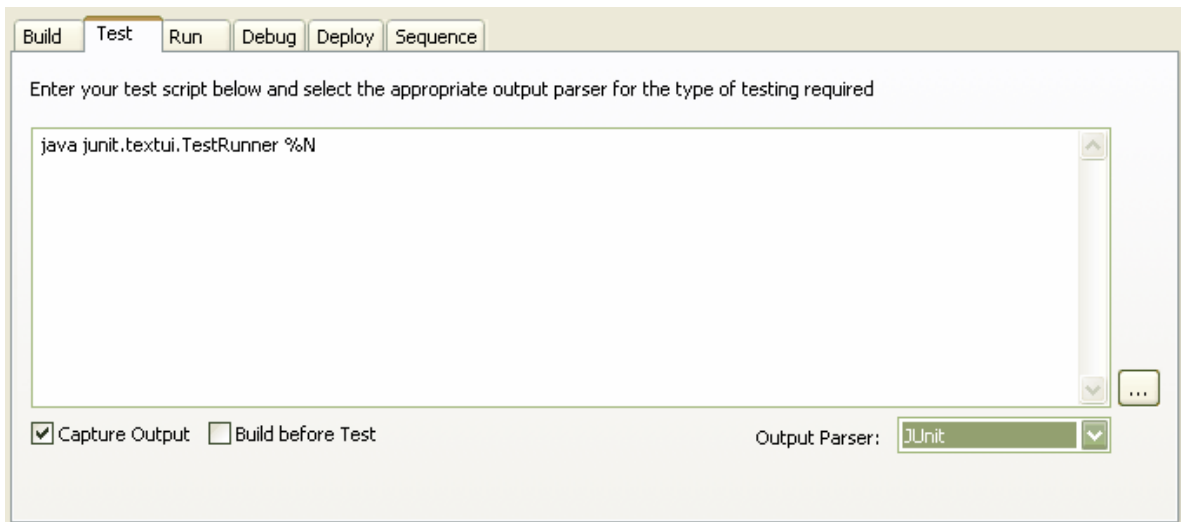 Build Test Run Debug Deploy Sequence
Enter your test script below and select the appropriate output parser for the type of testing required
java junit.textui.TestRunner %N
...
Capture Output Build before Test Output Parser: JUnit